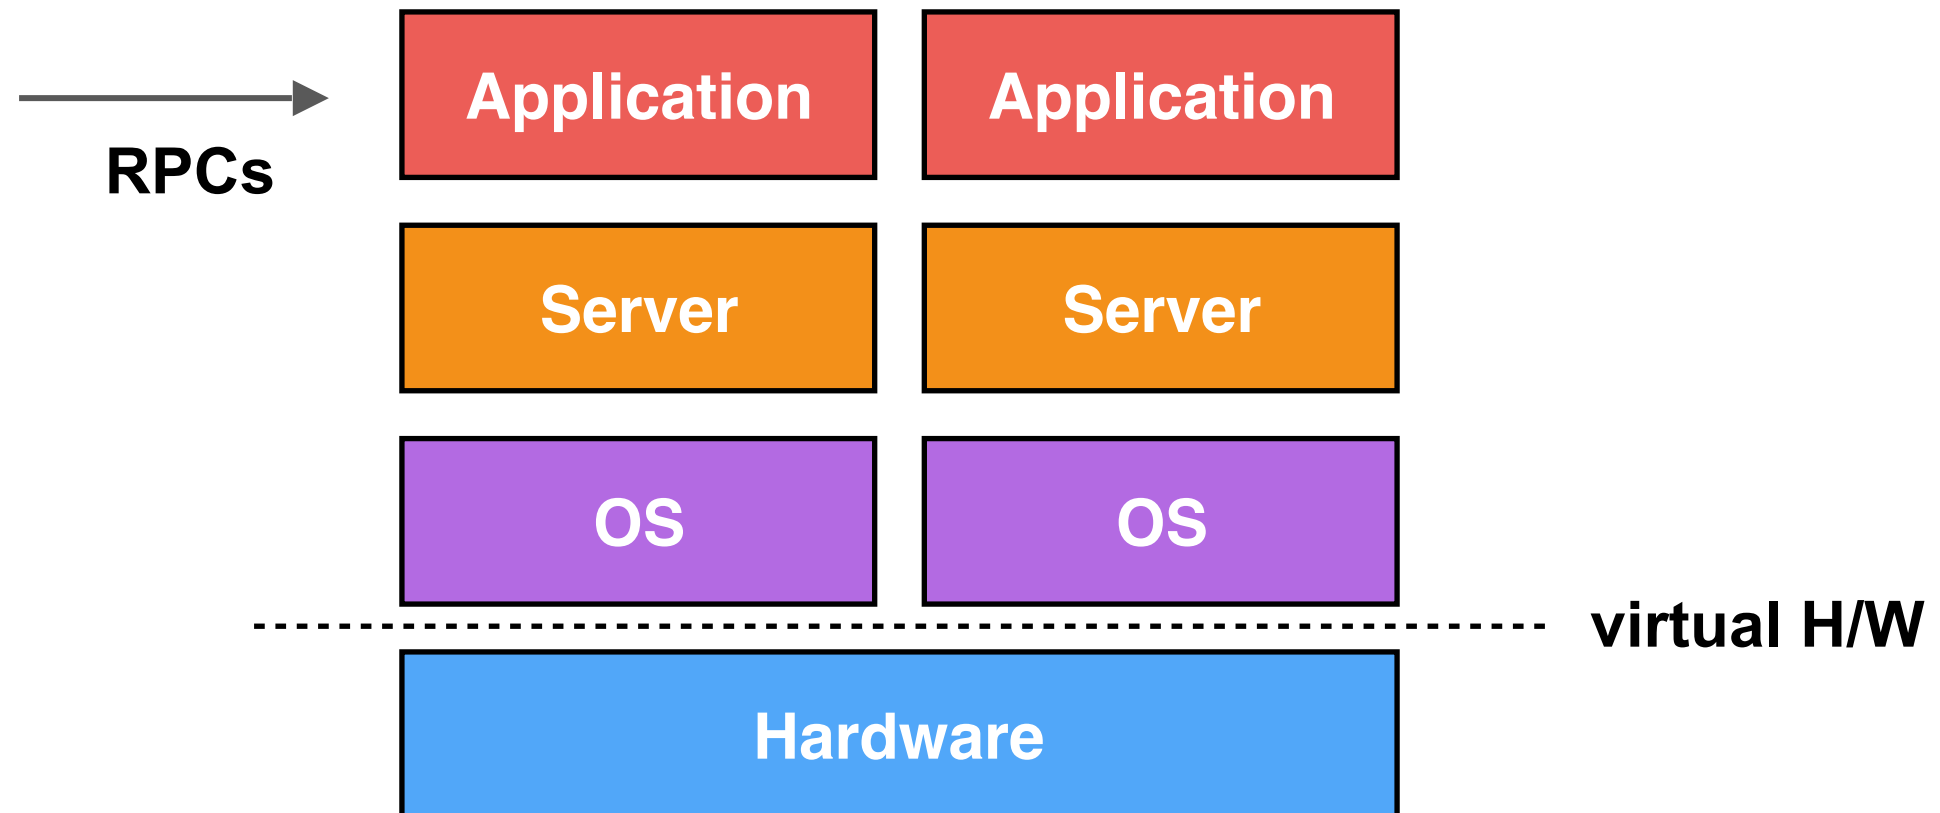 Application
Application
RPCs
Server
Server
OS
OS
virtual H/W
Hardware